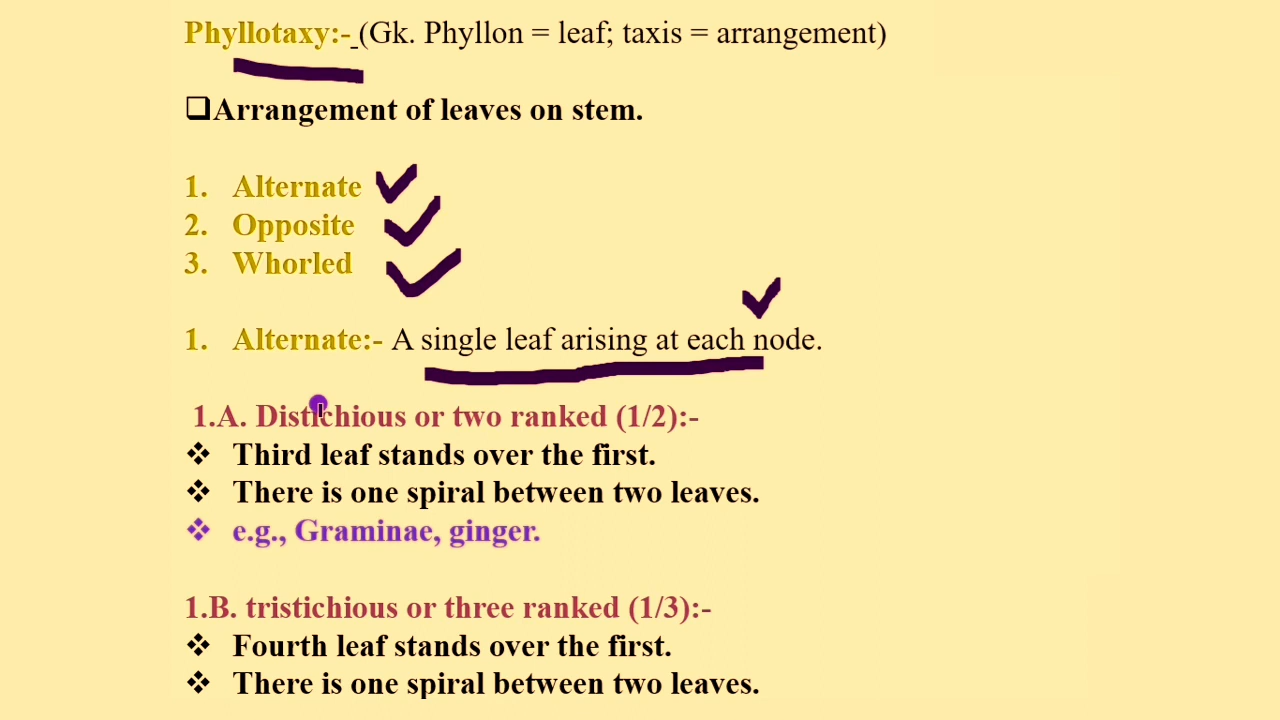 Phyllotaxy:- (Gk. Phyllon = leaf; taxis = arrangement)
❑Arrangement of leaves on stem.
1. Alternate
2. Opposite
3. Whorled
1. Alternate:- A single leaf arising at each node.
1.A. Distichious or two ranked (1/2):-
❖ Third leaf stands over the first.
❖ There is one spiral between two leaves.
❖ e.g., Graminae, ginger.
1.B. tristichious or three ranked (1/3):-
❖ Fourth leaf stands over the first.
❖ There is one spiral between two leaves.